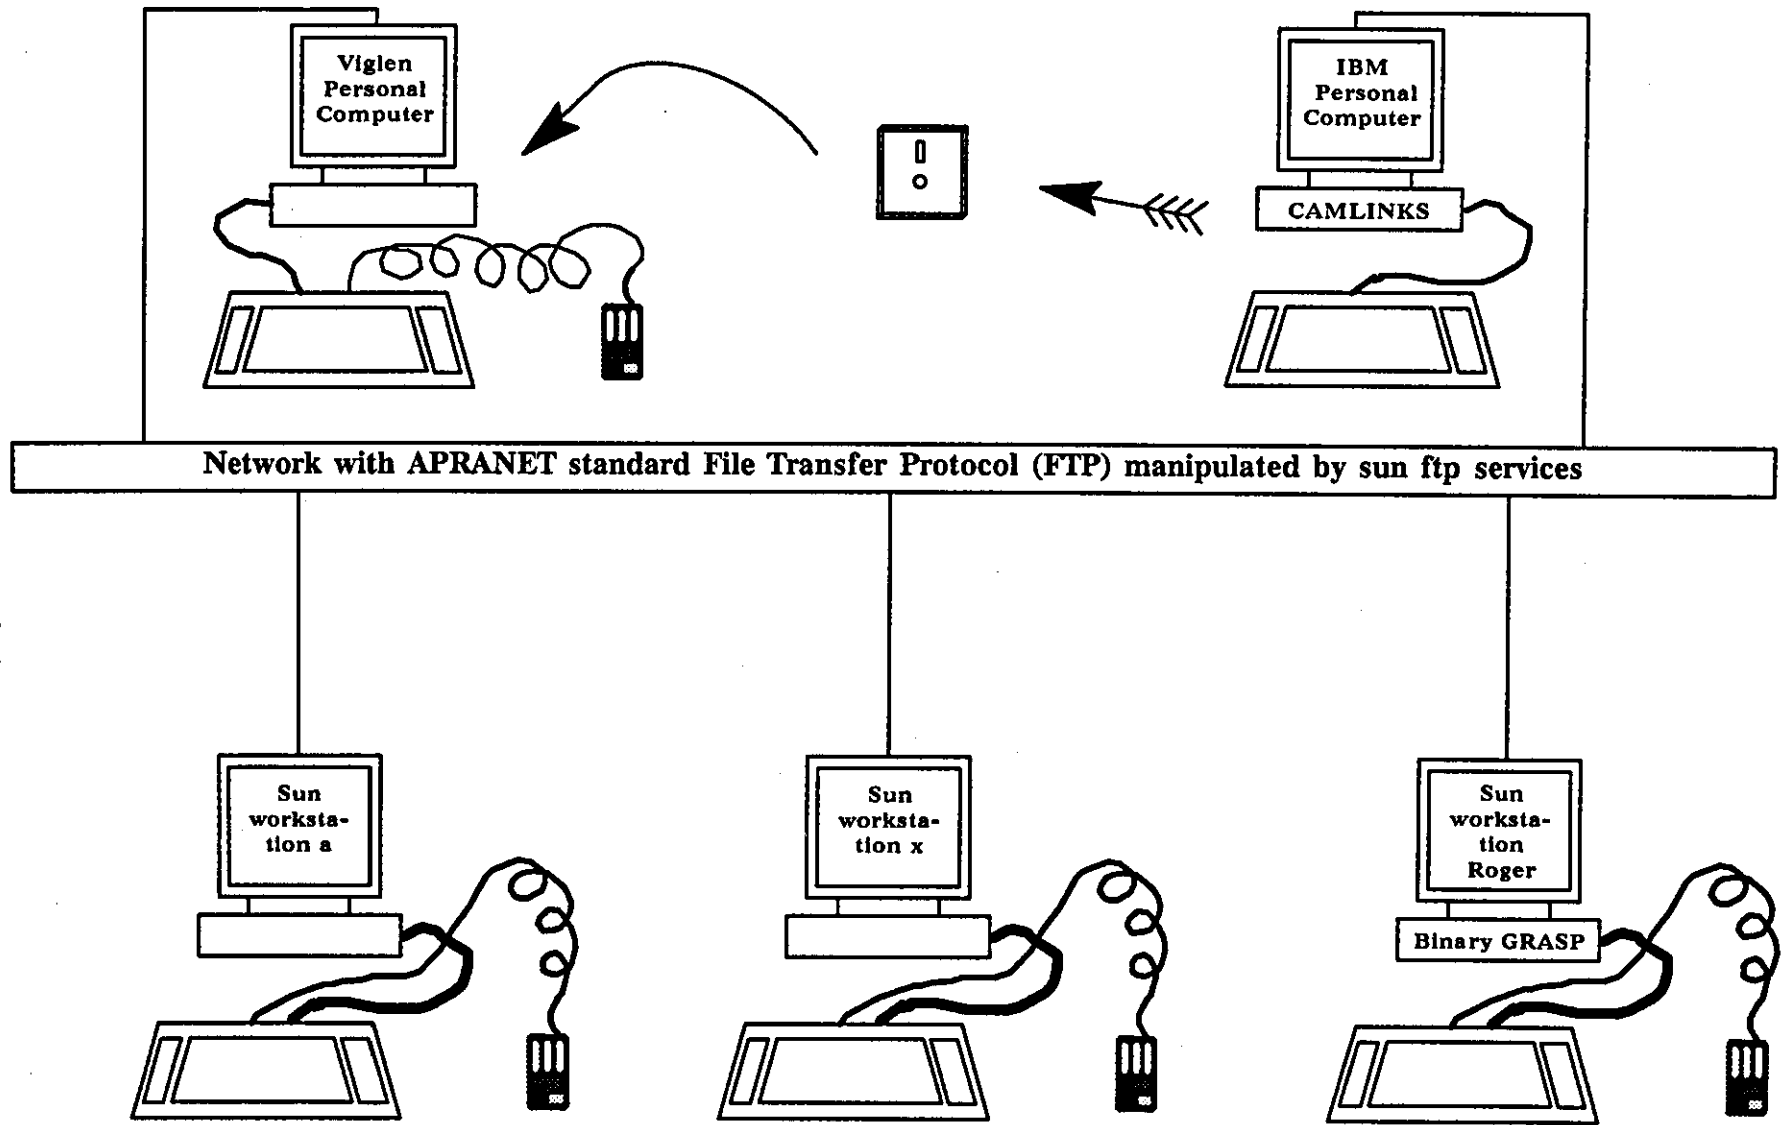 Viglen
Personal
Computer
IBM
Personal
Computer
CAMLINKS
Network with APRANET standard File Transfer Protocol (FTP) manipulated by sun ftp services
Sun
worksta-
tion a
Sun
worksta-
tion x
Sun
worksta-
tion
Roger
Binary GRASP